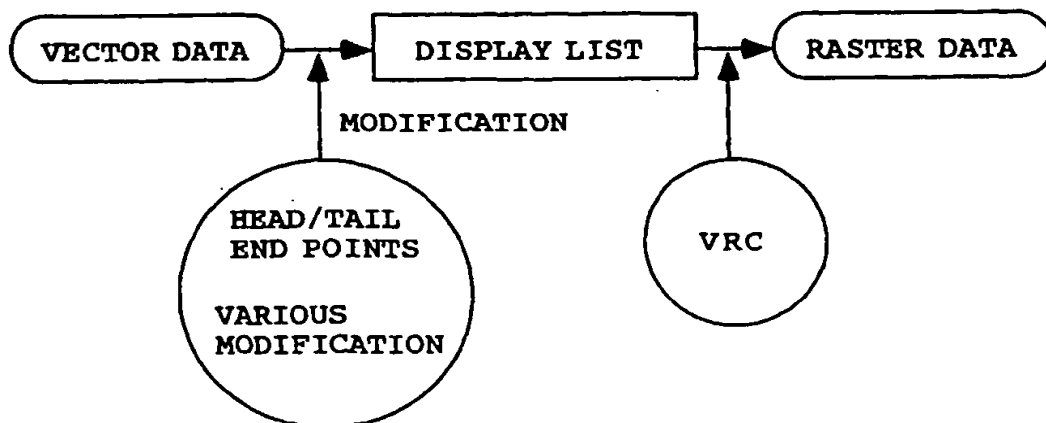 VECTOR DATA
DISPLAY LIST
RASTER DATA
MODIFICATION
HEAD/TAIL
END POINTS
VARIOUS
MODIFICATION
VRC